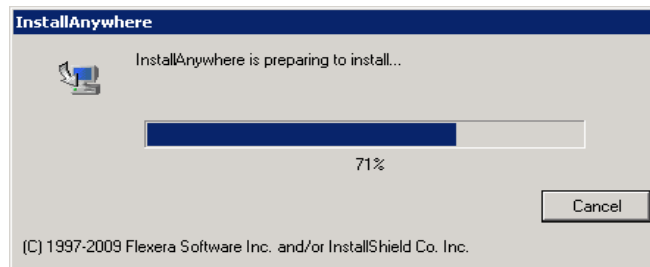 InstallAnywhere
InstallAnywhere is preparing to install...
71%
Cancel
(C) 1997-2009 Flexera Software Inc. and/or InstallShield Co. Inc.